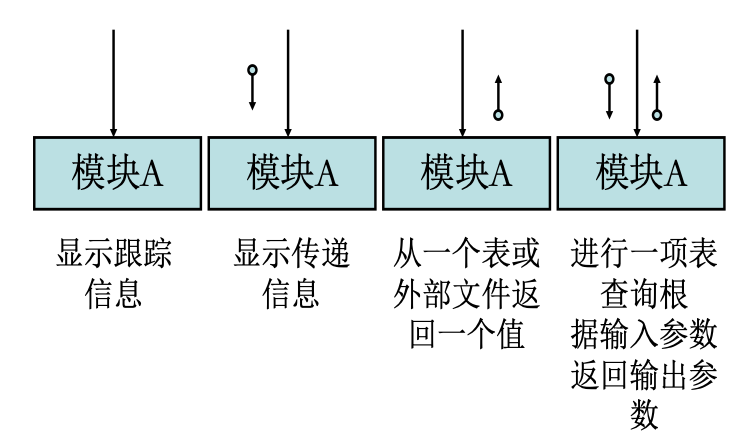 模块A
模块A
模块A
模块A
显示跟踪
信息
显示传递
信息
从一个表或
外部文件返
回一个值
进行一项表
查询根
据输入参数
返回输出参
数